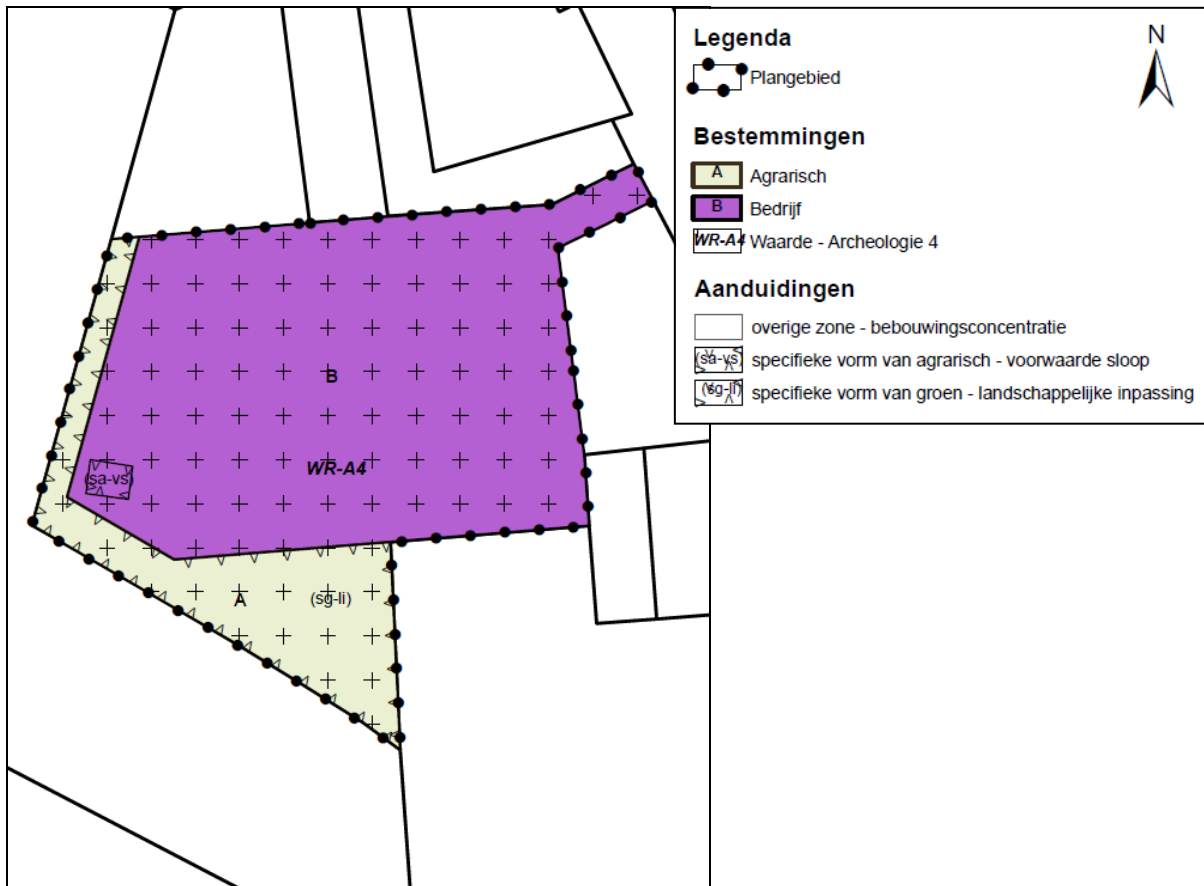 Legenda
N
Plangebied
Bestemmingen
A Agrarisch
B Bedrijf
WR-A4 Waarde - Archeologie 4
Aanduidingen
overige zone - bebouwingsconcentratie
(sa-vs) specifieke vorm van agrarisch - voorwaarde sloop
(sg-li) specifieke vorm van groen - landschappelijke inpassing
B
WR-A4
(sa-vs)
A
(sg-li)